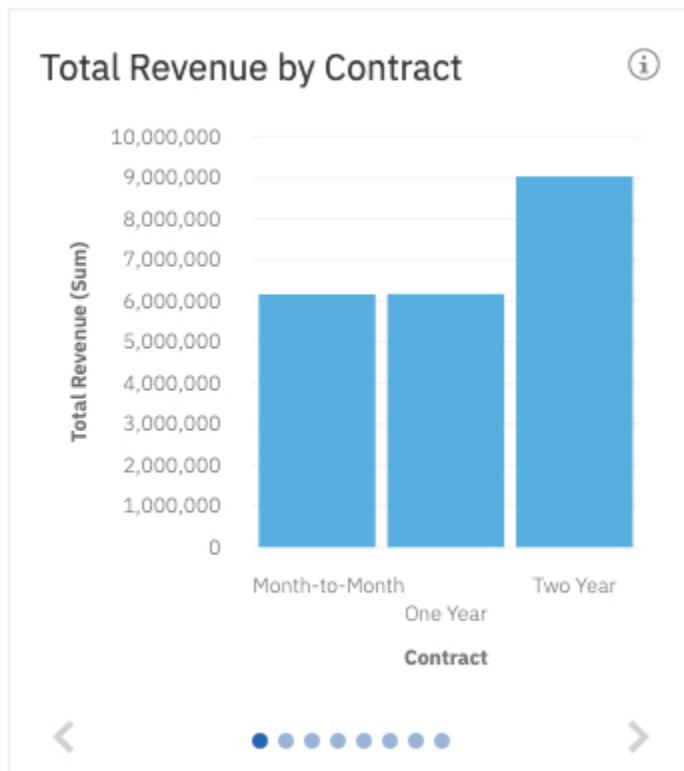 Total Revenue by Contract
10,000,000
9,000,000
8,000,000
7,000,000
6,000,000
5,000,000
4,000,000
3,000,000
2,000,000
1,000,000
0
Total Revenue (Sum)
Month-to-Month
One Year
Two Year
Contract